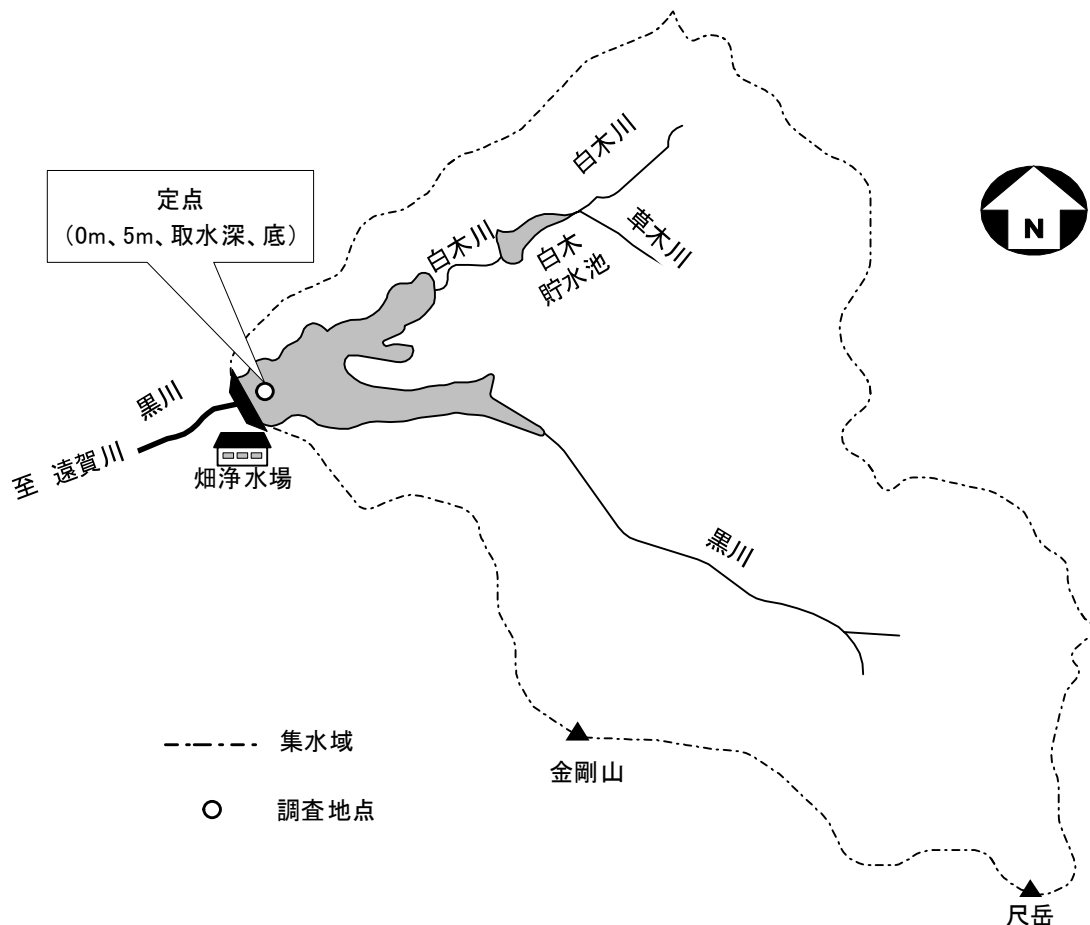 白木川
定点
(0m、5m、取水深、底)
草木川
白木川
白木
貯水池
N
黒川
至 遠賀川
畑浄水場
黒川
集水域
金剛山
調査地点
尺岳